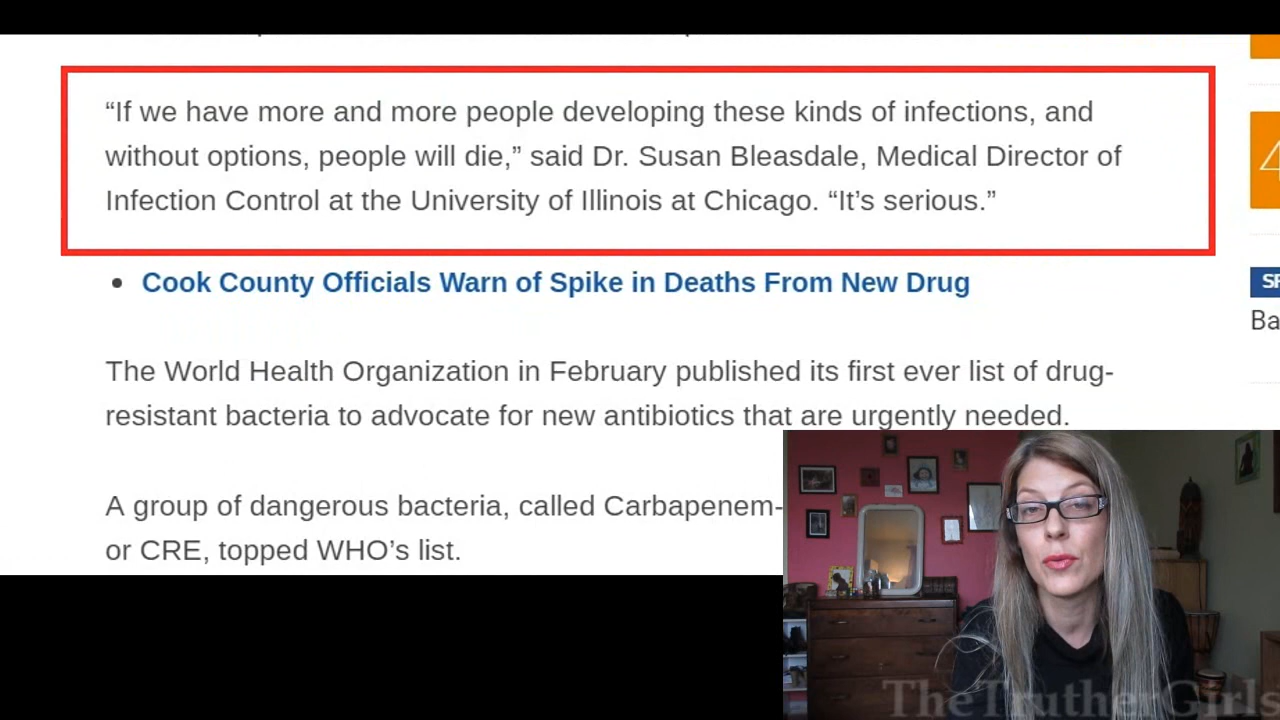 “If we have more and more people developing these kinds of infections, and
without options, people will die,” said Dr. Susan Bleasdale, Medical Director of
Infection Control at the University of Illinois at Chicago. “It’s serious.”
• Cook County Officials Warn of Spike in Deaths From New Drug
The World Health Organization in February published its first ever list of drug-
resistant bacteria to advocate for new antibiotics that are urgently needed.
A group of dangerous bacteria, called Carbapenem-
or CRE, topped WHO’s list.
4
Ba
TheTrutherGirls